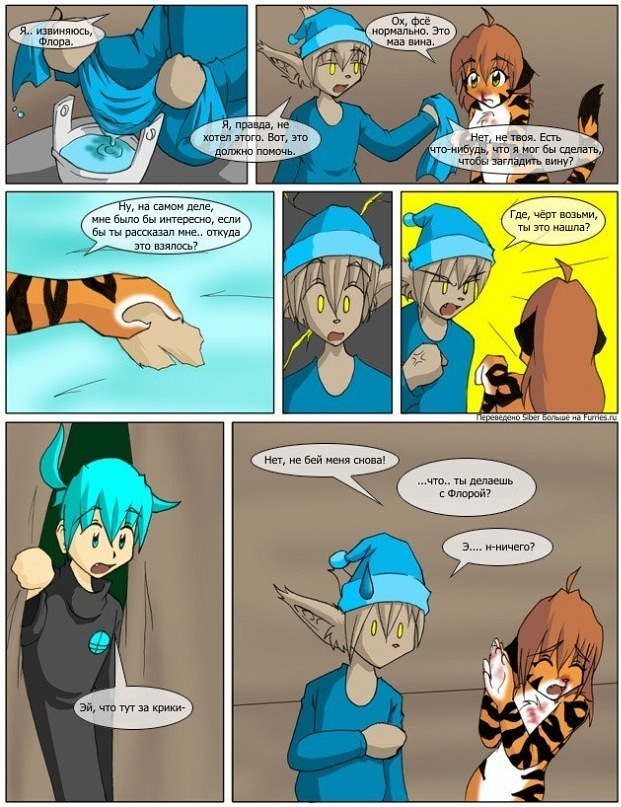 Я.. извиняюсь,
Флора.
Ох, фсё
нормально. Это
маа вина.
Я, правда, не
хотел этого. Вот, это
должно помочь.
Нет, не твоя. Есть
что-нибудь, что я мог бы сделать,
чтобы загладить вину?
Ну, на самом деле,
мне было бы интересно, если
бы ты рассказал мне.. откуда
это взялось?
Где, чёрт возьми,
ты это нашла?
Переведено Siber Больше на Furries.ru
Эй, что тут за крики-
Нет, не бей меня снова!
...что.. ты делаешь
с Флорой?
Э.... н-ничего?